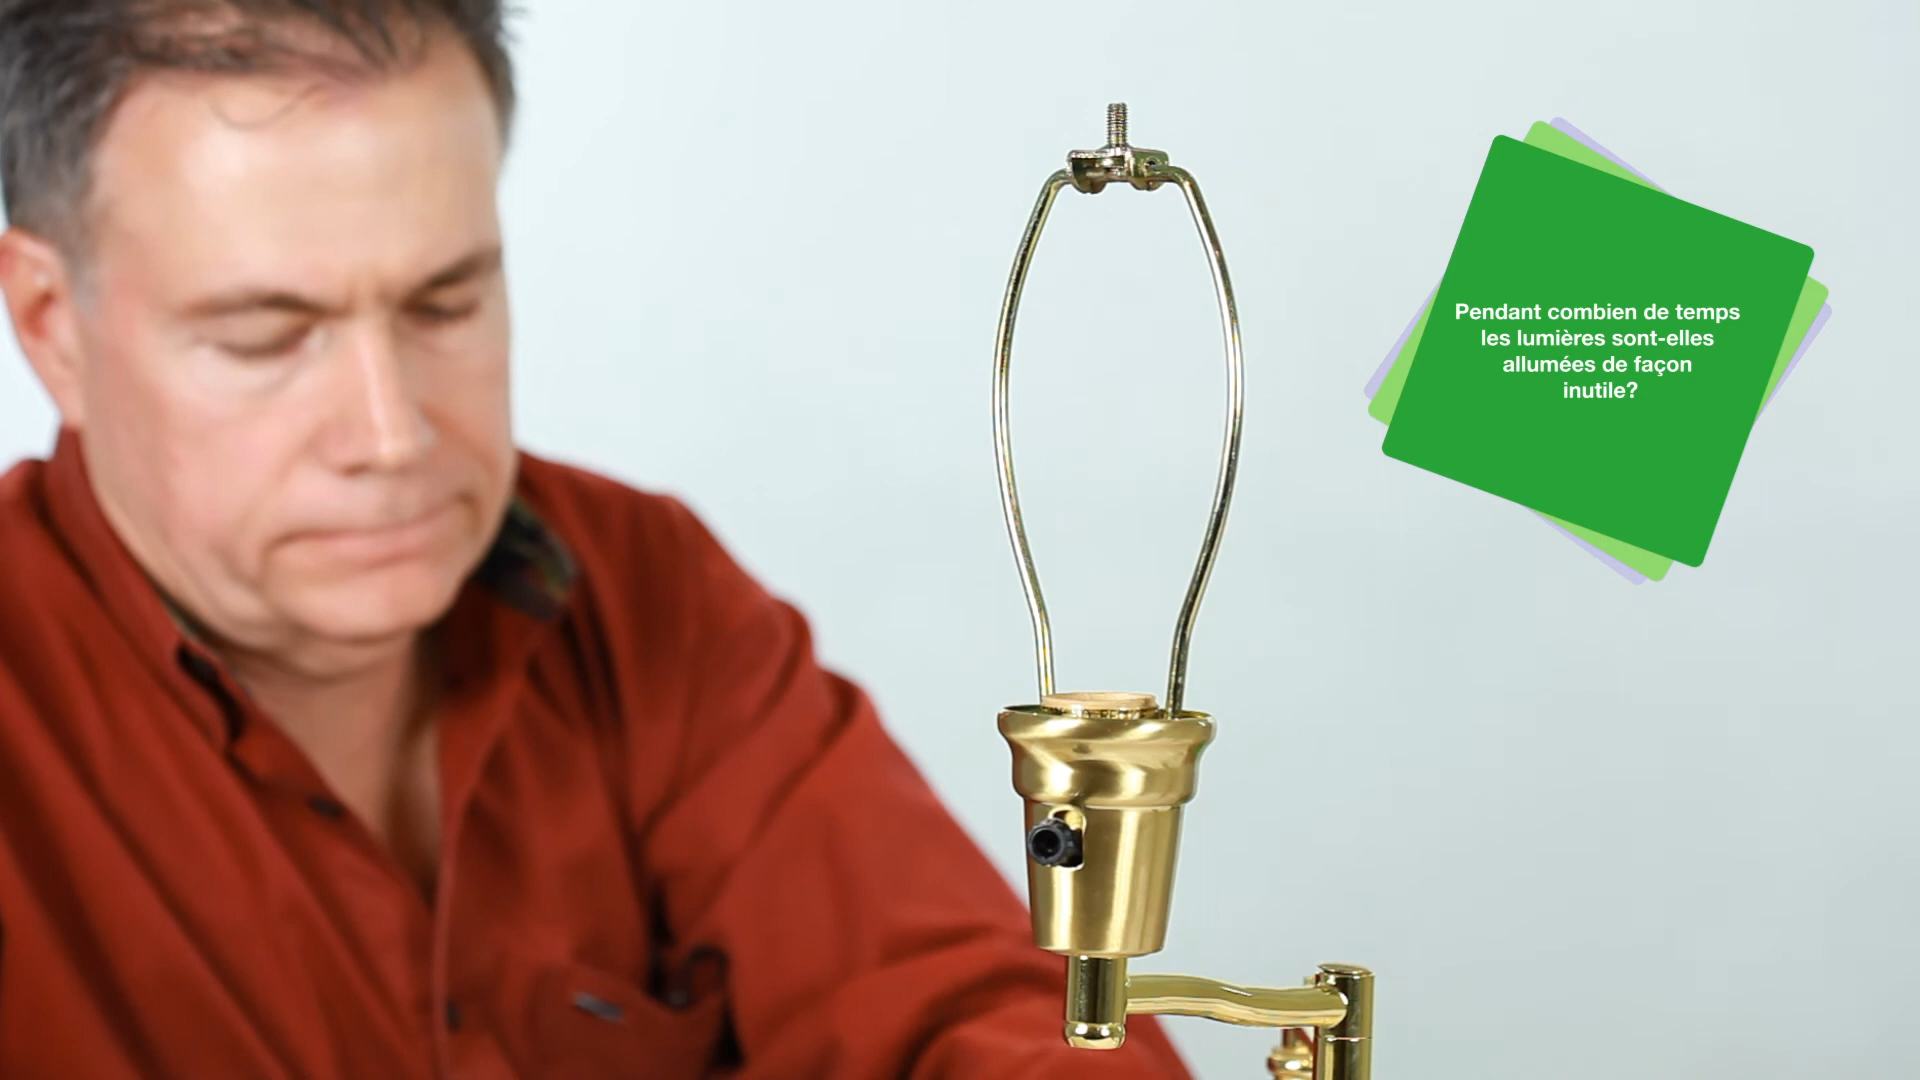 Pendant combien de temps
les lumières sont-elles
allumées de façon
inutile?